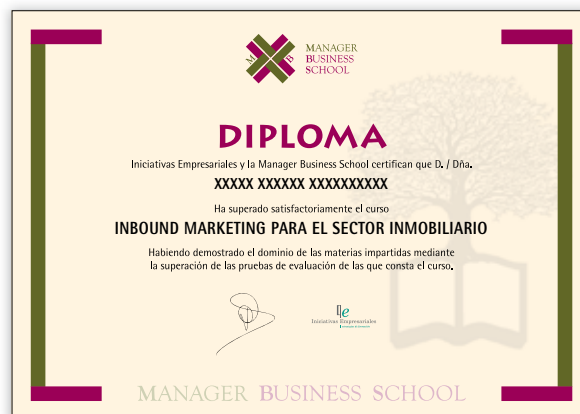 M B
MANAGER
BUSINESS
SCHOOL
DIPLOMA
Iniciativas Empresariales y la Manager Business School certifican que D. / Dña.
XXXXX XXXXXX XXXXXXXXXX
Ha superado satisfactoriamente el curso
INBOUND MARKETING PARA EL SECTOR INMOBILIARIO
Habiendo demostrado el dominio de las materias impartidas mediante
la superación de las pruebas de evaluación de las que consta el curso.
Iniciativas Empresariales
MANAGER BUSINESS SCHOOL